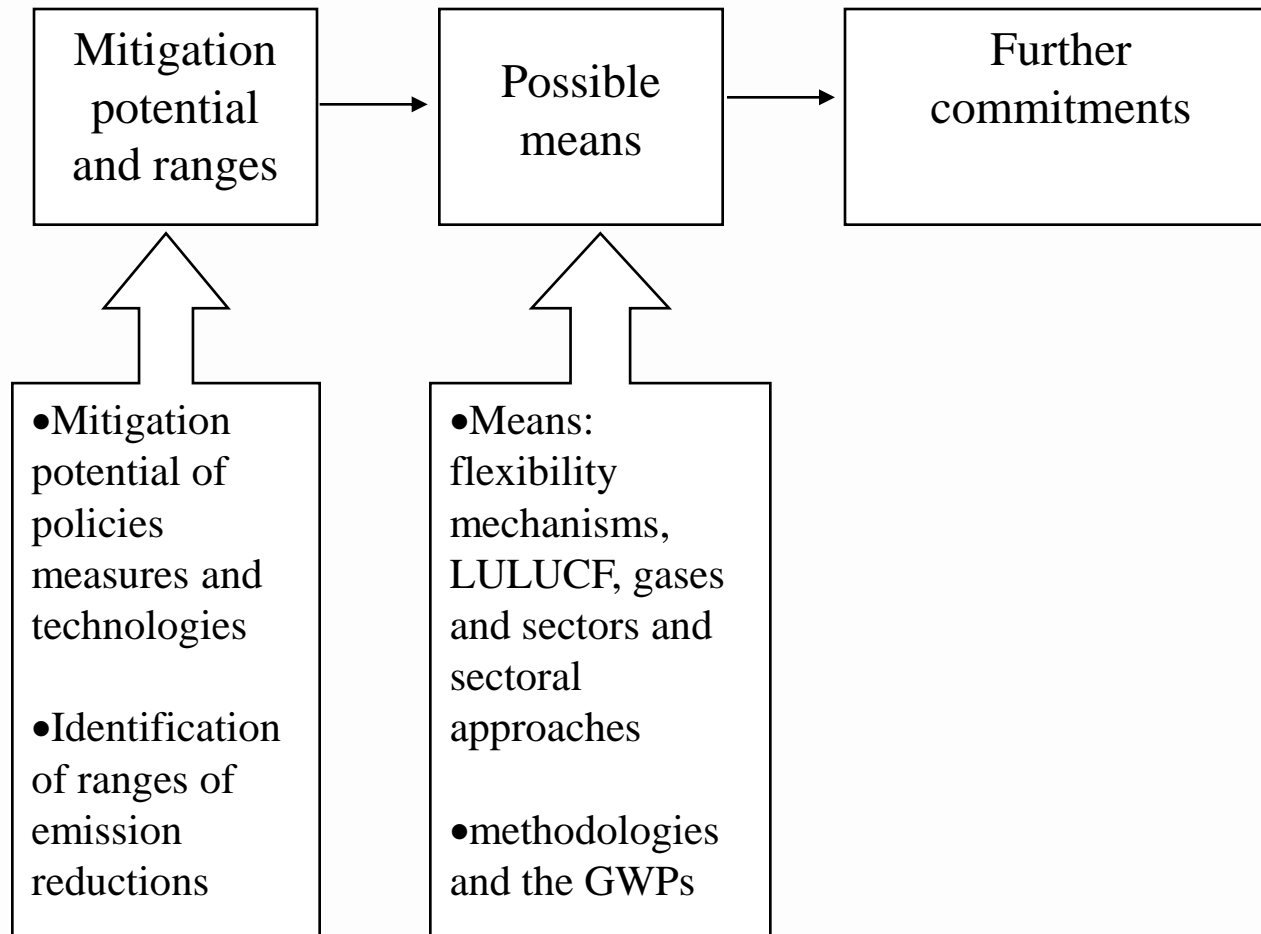 Mitigation
potential
and ranges
Possible
means
Further
commitments
•Mitigation
potential of
policies
measures and
technologies
•Identification
of ranges of
emission
reductions
•Means:
flexibility
mechanisms,
LULUCF, gases
and sectors and
sectoral
approaches
•methodologies
and the GWPs